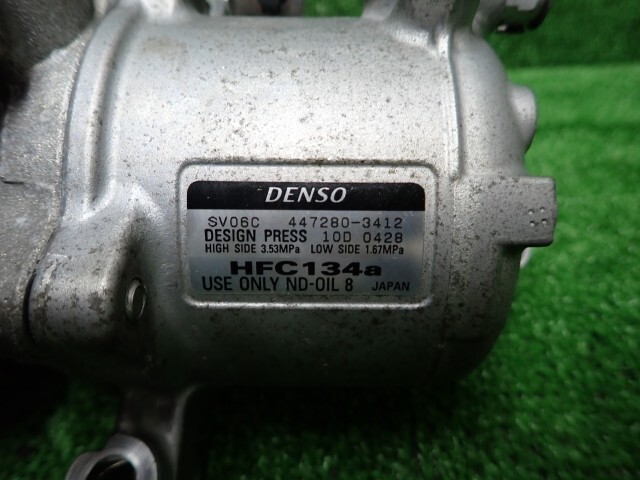 DENSO
SV06C 447280-3412
DESIGN PRESS 10D 0428
HIGH SIDE 3.53MPa LOW SIDE 1.67MPa
HFC134a
USE ONLY ND-OIL 8 JAPAN